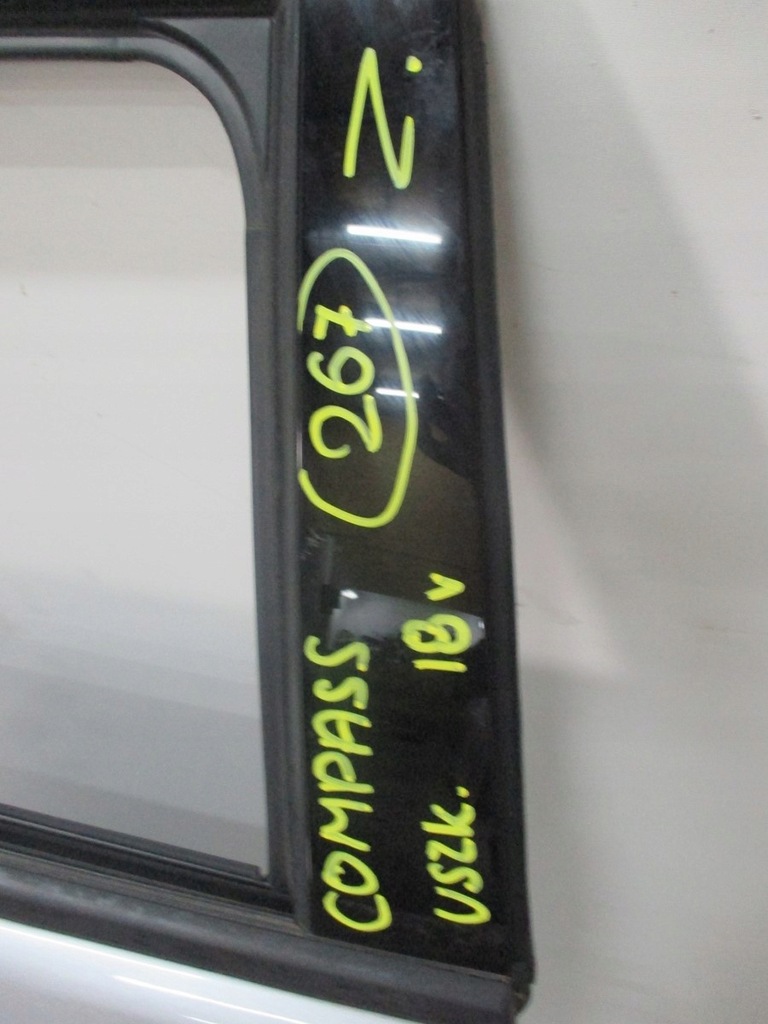 COMPASS 267 Z.
USZK. 18 V